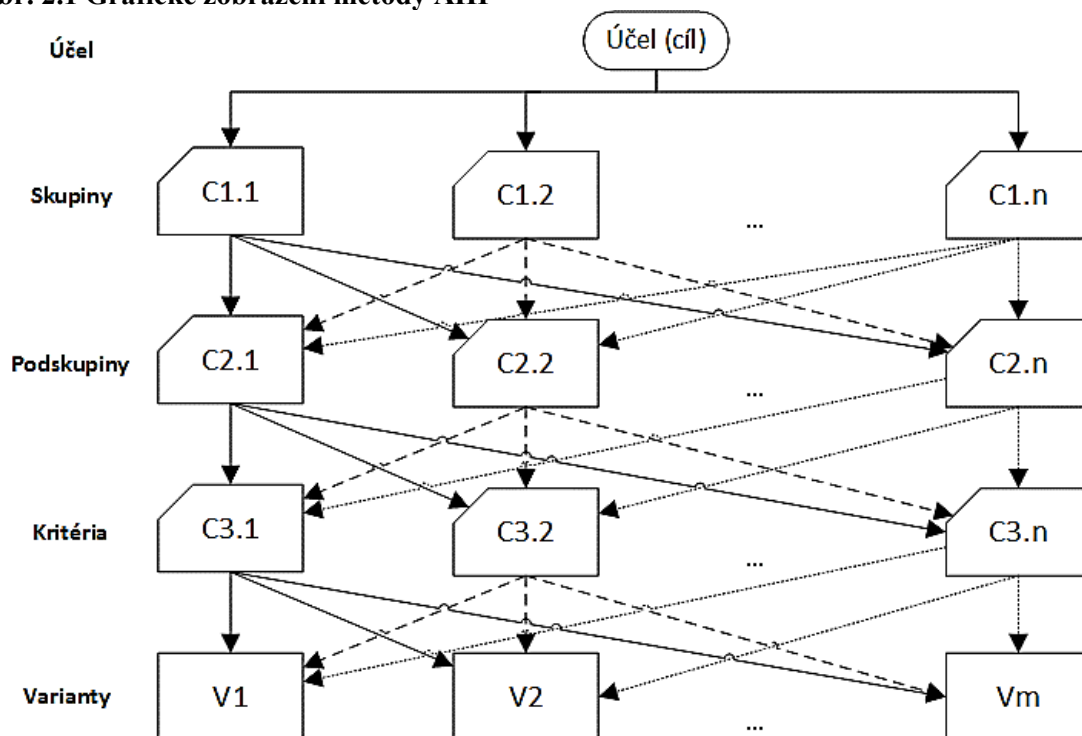 br. 2.1 Grafické zobrazení metody AHP
Účel
Účel (cíl)
Skupiny
C1.1
C1.2
...
C1.n
Podskupiny
C2.1
C2.2
...
C2.n
Kritéria
C3.1
C3.2
...
C3.n
Varianty
V1
V2
...
Vm